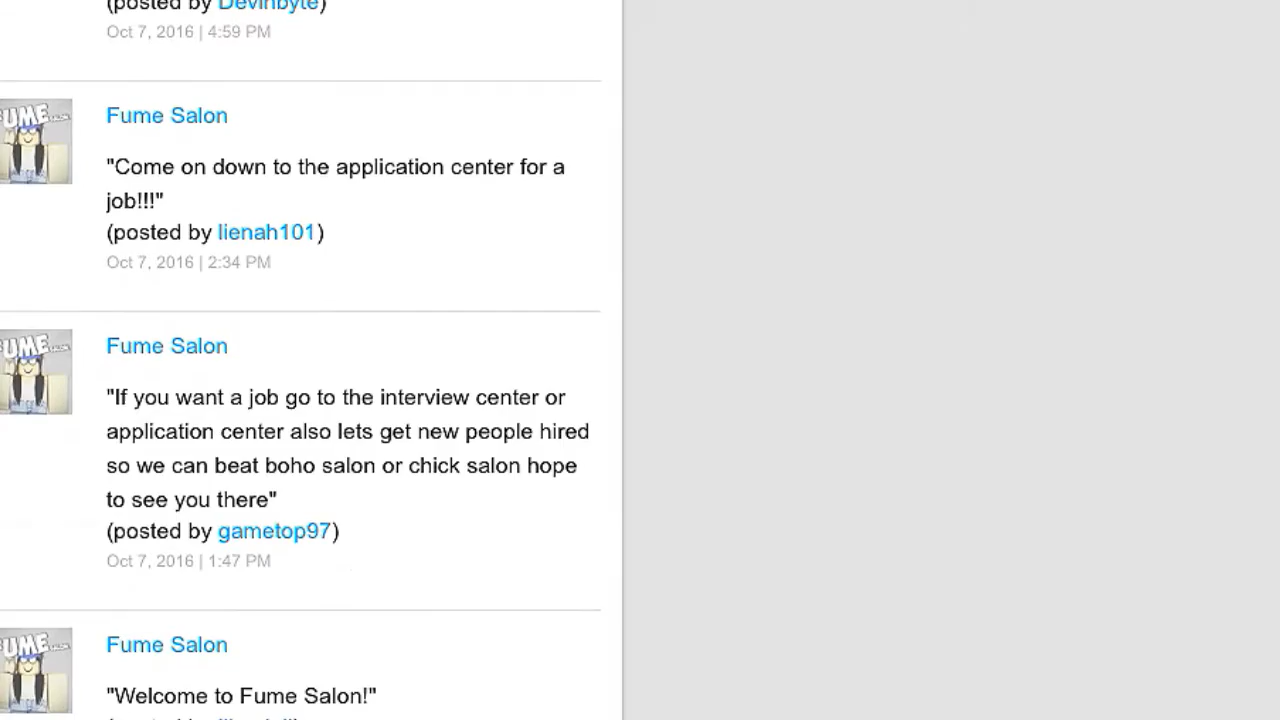 (posted by Devinbyte)
Oct 7, 2016 | 4:59 PM
Fume Salon
"Come on down to the application center for a
job!!!"
(posted by lienah101)
Oct 7, 2016 | 2:34 PM
Fume Salon
"If you want a job go to the interview center or
application center also lets get new people hired
so we can beat boho salon or chick salon hope
to see you there"
(posted by gametop97)
Oct 7, 2016 | 1:47 PM
Fume Salon
"Welcome to Fume Salon!"